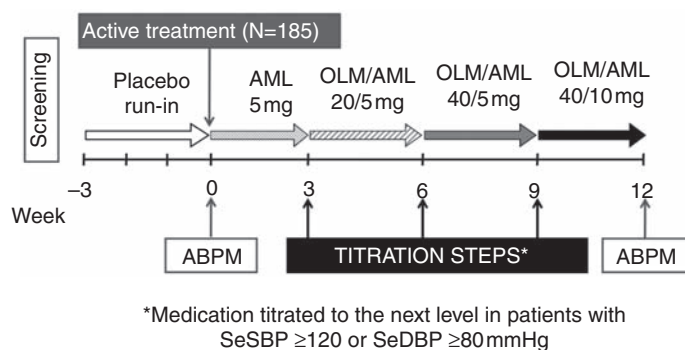 Active treatment (N=185)
Screening
Placebo
run-in
AML
5 mg
OLM/AML
20/5 mg
OLM/AML
40/5 mg
OLM/AML
40/10 mg
–3
0
3
6
9
12
Week
ABPM
TITRATION STEPS*
ABPM
*Medication titrated to the next level in patients with
SeSBP ≥120 or SeDBP ≥80 mmHg